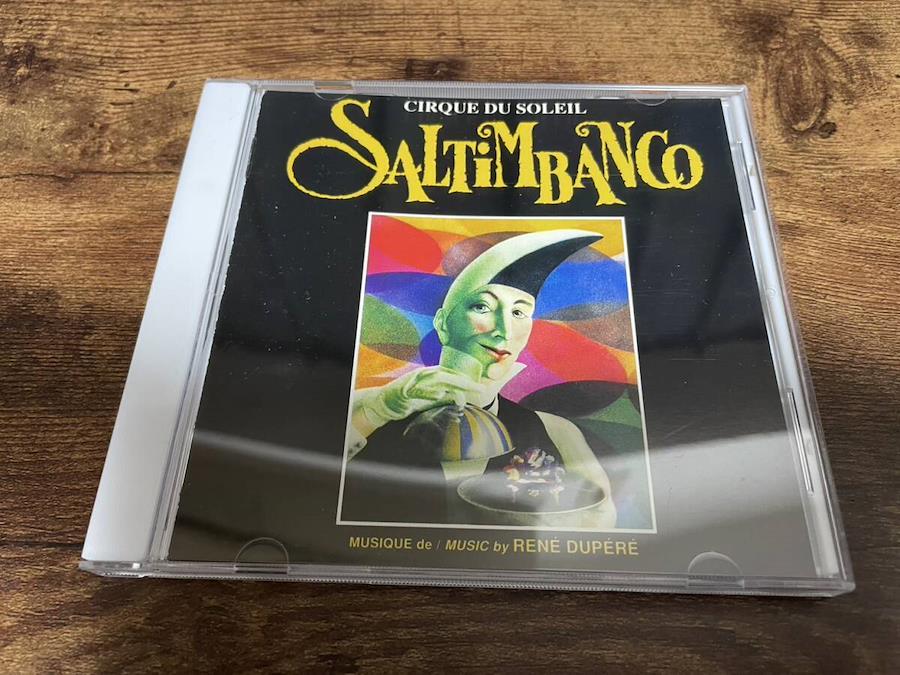 CIRQUE DU SOLEIL
SALTiMBANCO
MUSIQUE de / MUSIC by RENÉ DUPÉRÉ